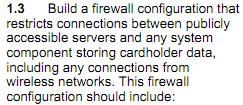 1.3 Build a firewall configuration that
restricts connections between publicly
accessible servers and any system
component storing cardholder data,
including any connections from
wireless networks. This firewall
configuration should include: